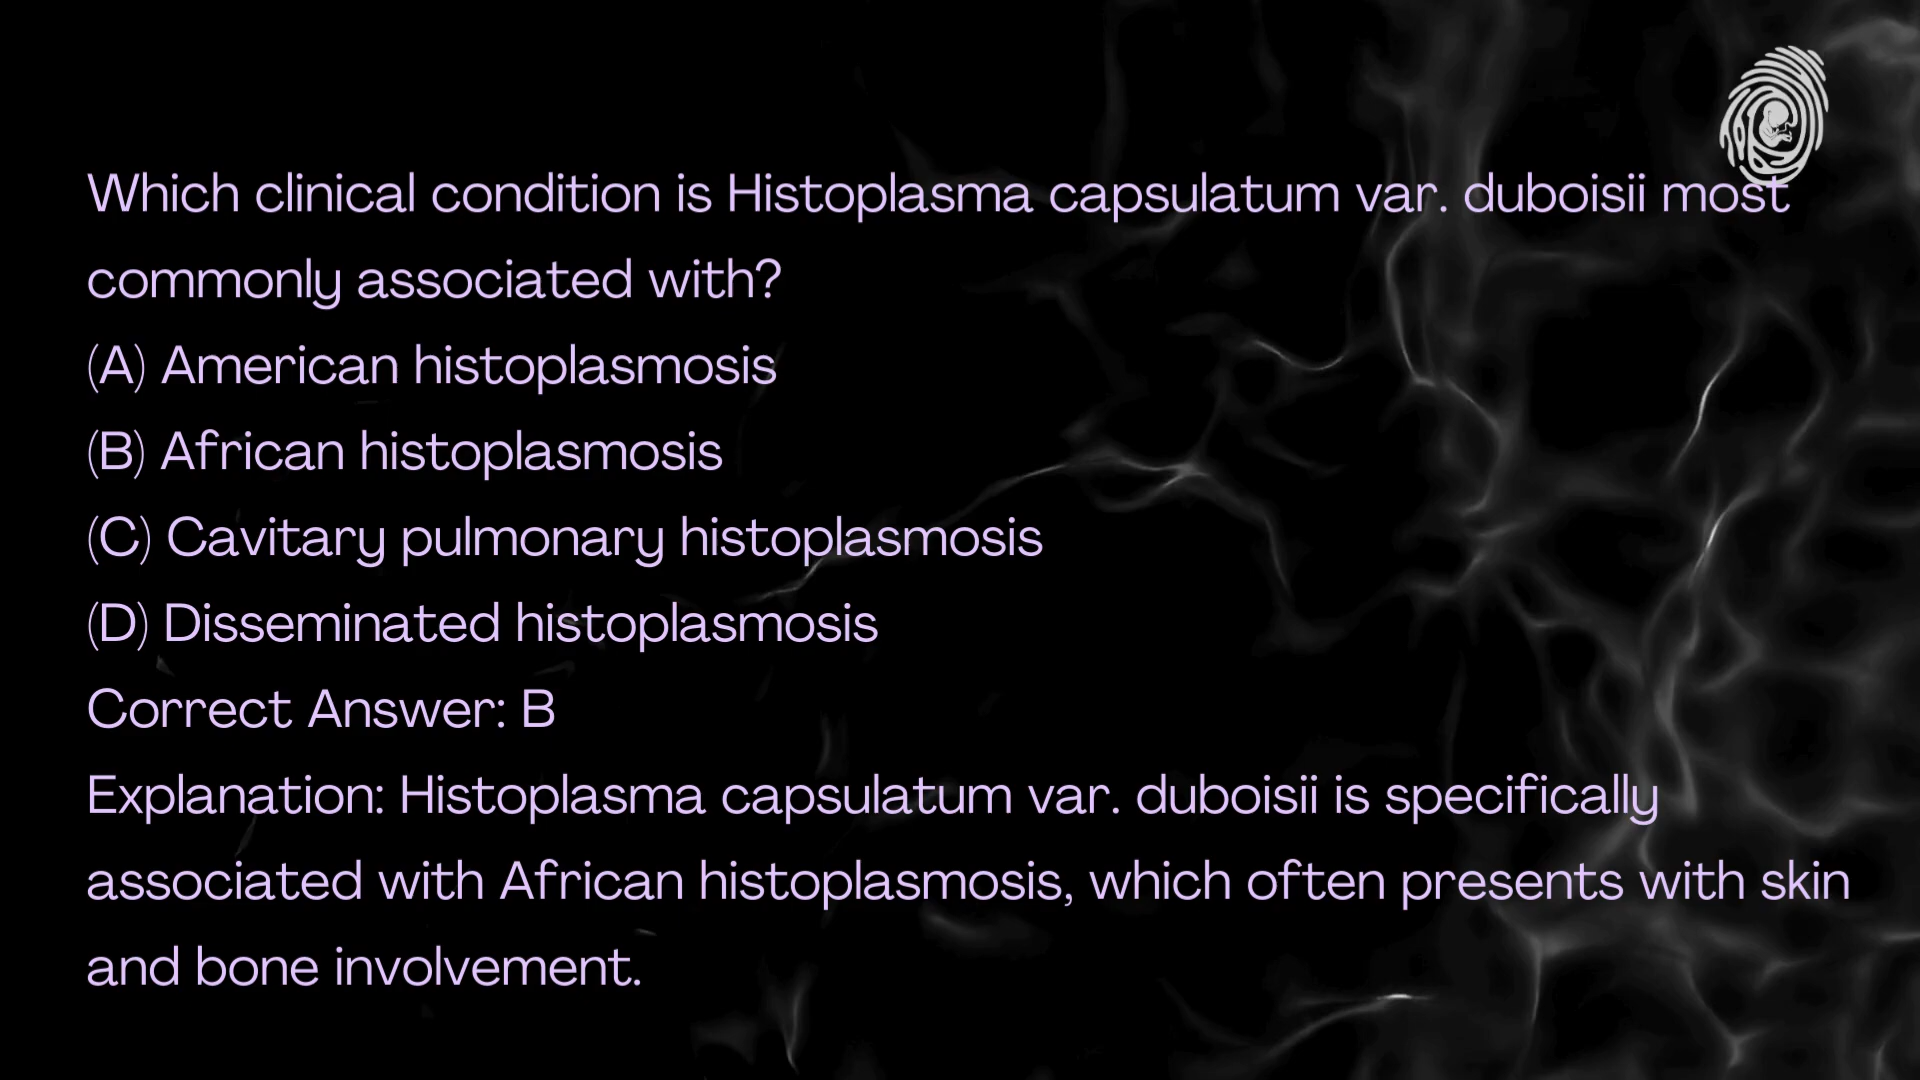 Which clinical condition is Histoplasma capsulatum var. duboisii most
commonly associated with?
(A) American histoplasmosis
(B) African histoplasmosis
(C) Cavitary pulmonary histoplasmosis
(D) Disseminated histoplasmosis
Correct Answer: B
Explanation: Histoplasma capsulatum var. duboisii is specifically
associated with African histoplasmosis, which often presents with skin
and bone involvement.